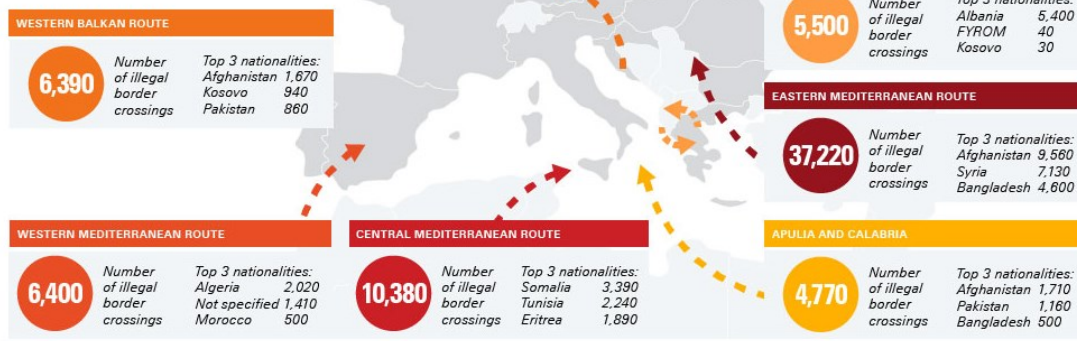 WESTERN BALKAN ROUTE
6,390
Number
of illegal
border
crossings
Top 3 nationalities:
Afghanistan 1,670
Kosovo 940
Pakistan 860
5,500
Number
of illegal
border
crossings
Top 3 nationalities:
Albania 5,400
FYROM 40
Kosovo 30
EASTERN MEDITERRANEAN ROUTE
37,220
Number
of illegal
border
crossings
Top 3 nationalities:
Afghanistan 9,560
Syria 7,130
Bangladesh 4,600
WESTERN MEDITERRANEAN ROUTE
6,400
Number
of illegal
border
crossings
Top 3 nationalities:
Algeria 2,020
Not specified 1,410
Morocco 500
CENTRAL MEDITERRANEAN ROUTE
10,380
Number
of illegal
border
crossings
Top 3 nationalities:
Somalia 3,390
Tunisia 2,240
Eritrea 1,890
APULIA AND CALABRIA
4,770
Number
of illegal
border
crossings
Top 3 nationalities:
Afghanistan 1,710
Pakistan 1,160
Bangladesh 500